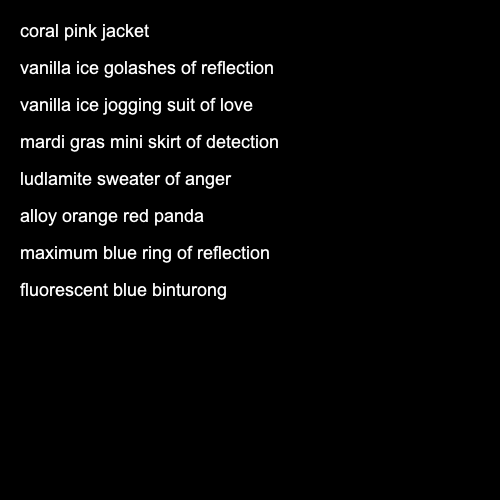 coral pink jacket
vanilla ice golashes of reflection
vanilla ice jogging suit of love
mardi gras mini skirt of detection
ludlamite sweater of anger
alloy orange red panda
maximum blue ring of reflection
fluorescent blue binturong